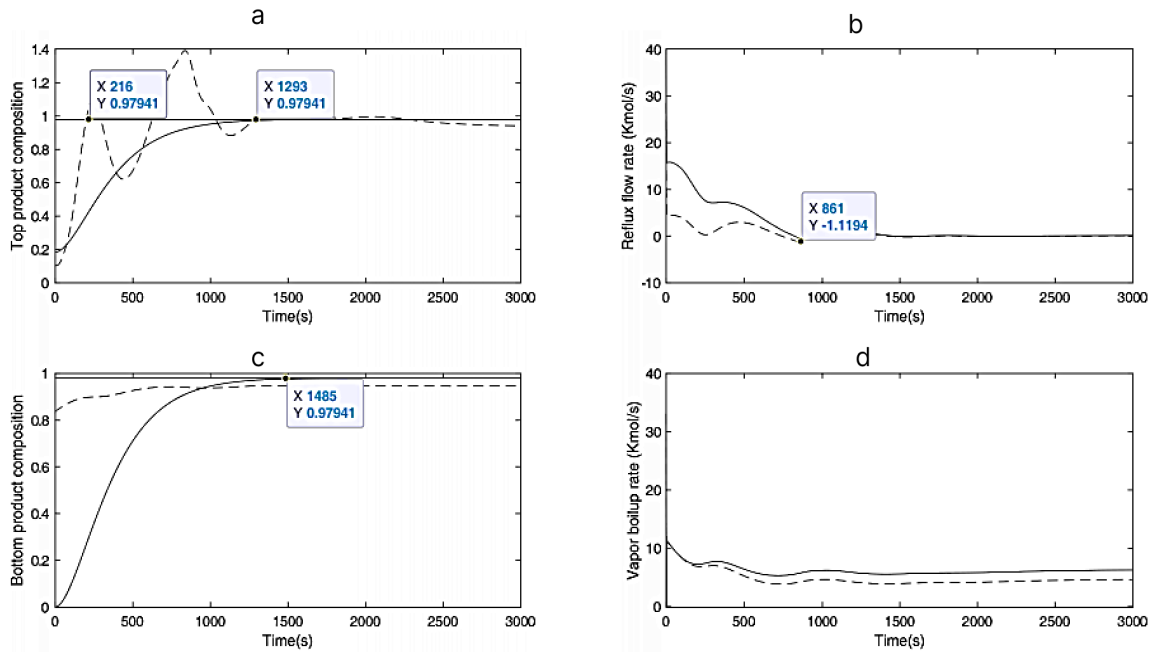 a
Top product composition
1.4
1.2
1
0.8
0.6
0.4
0.2
0
X 216
Y 0.97941
X 1293
Y 0.97941
0 500 1000 1500 2000 2500 3000
Time(s)
b
Reflux flow rate (Kmol/s)
40
30
20
10
0
-10
X 861
Y -1.1194
0 500 1000 1500 2000 2500 3000
Time(s)
c
Bottom product composition
1
0.8
0.6
0.4
0.2
0
X 1485
Y 0.97941
0 500 1000 1500 2000 2500 3000
Time(s)
d
Vapor boilup rate (Kmol/s)
40
30
20
10
0
0 500 1000 1500 2000 2500 3000
Time(s)